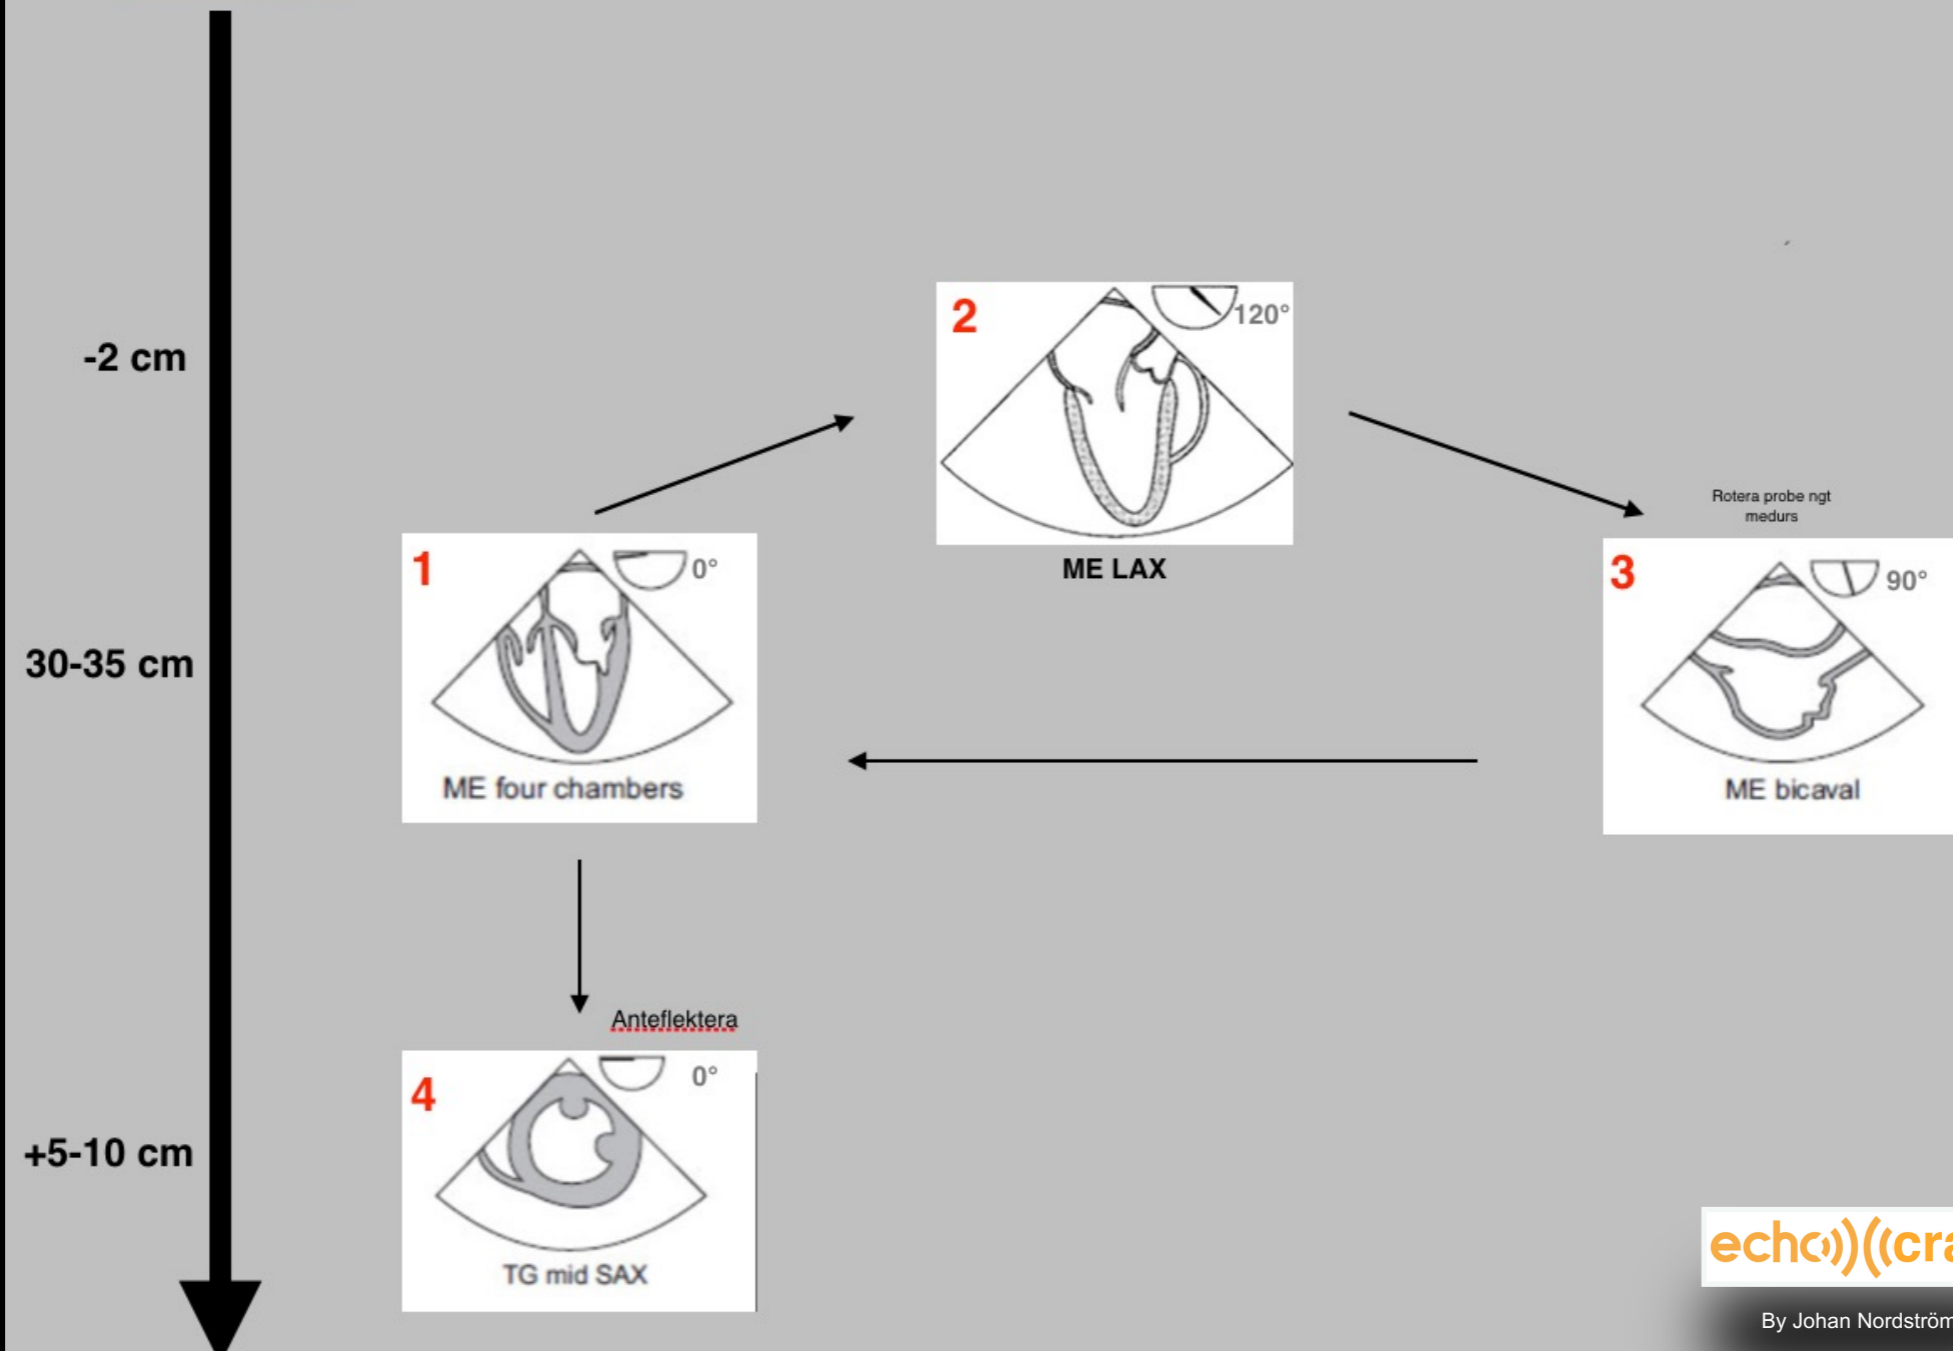 -2 cm
2
120°
ME LAX
Rotera probe ngt
medurs
1
0°
3
90°
30-35 cm
ME four chambers
ME bicaval
Anteflektera
4
0°
+5-10 cm
TG mid SAX
echo
By Johan Nordström